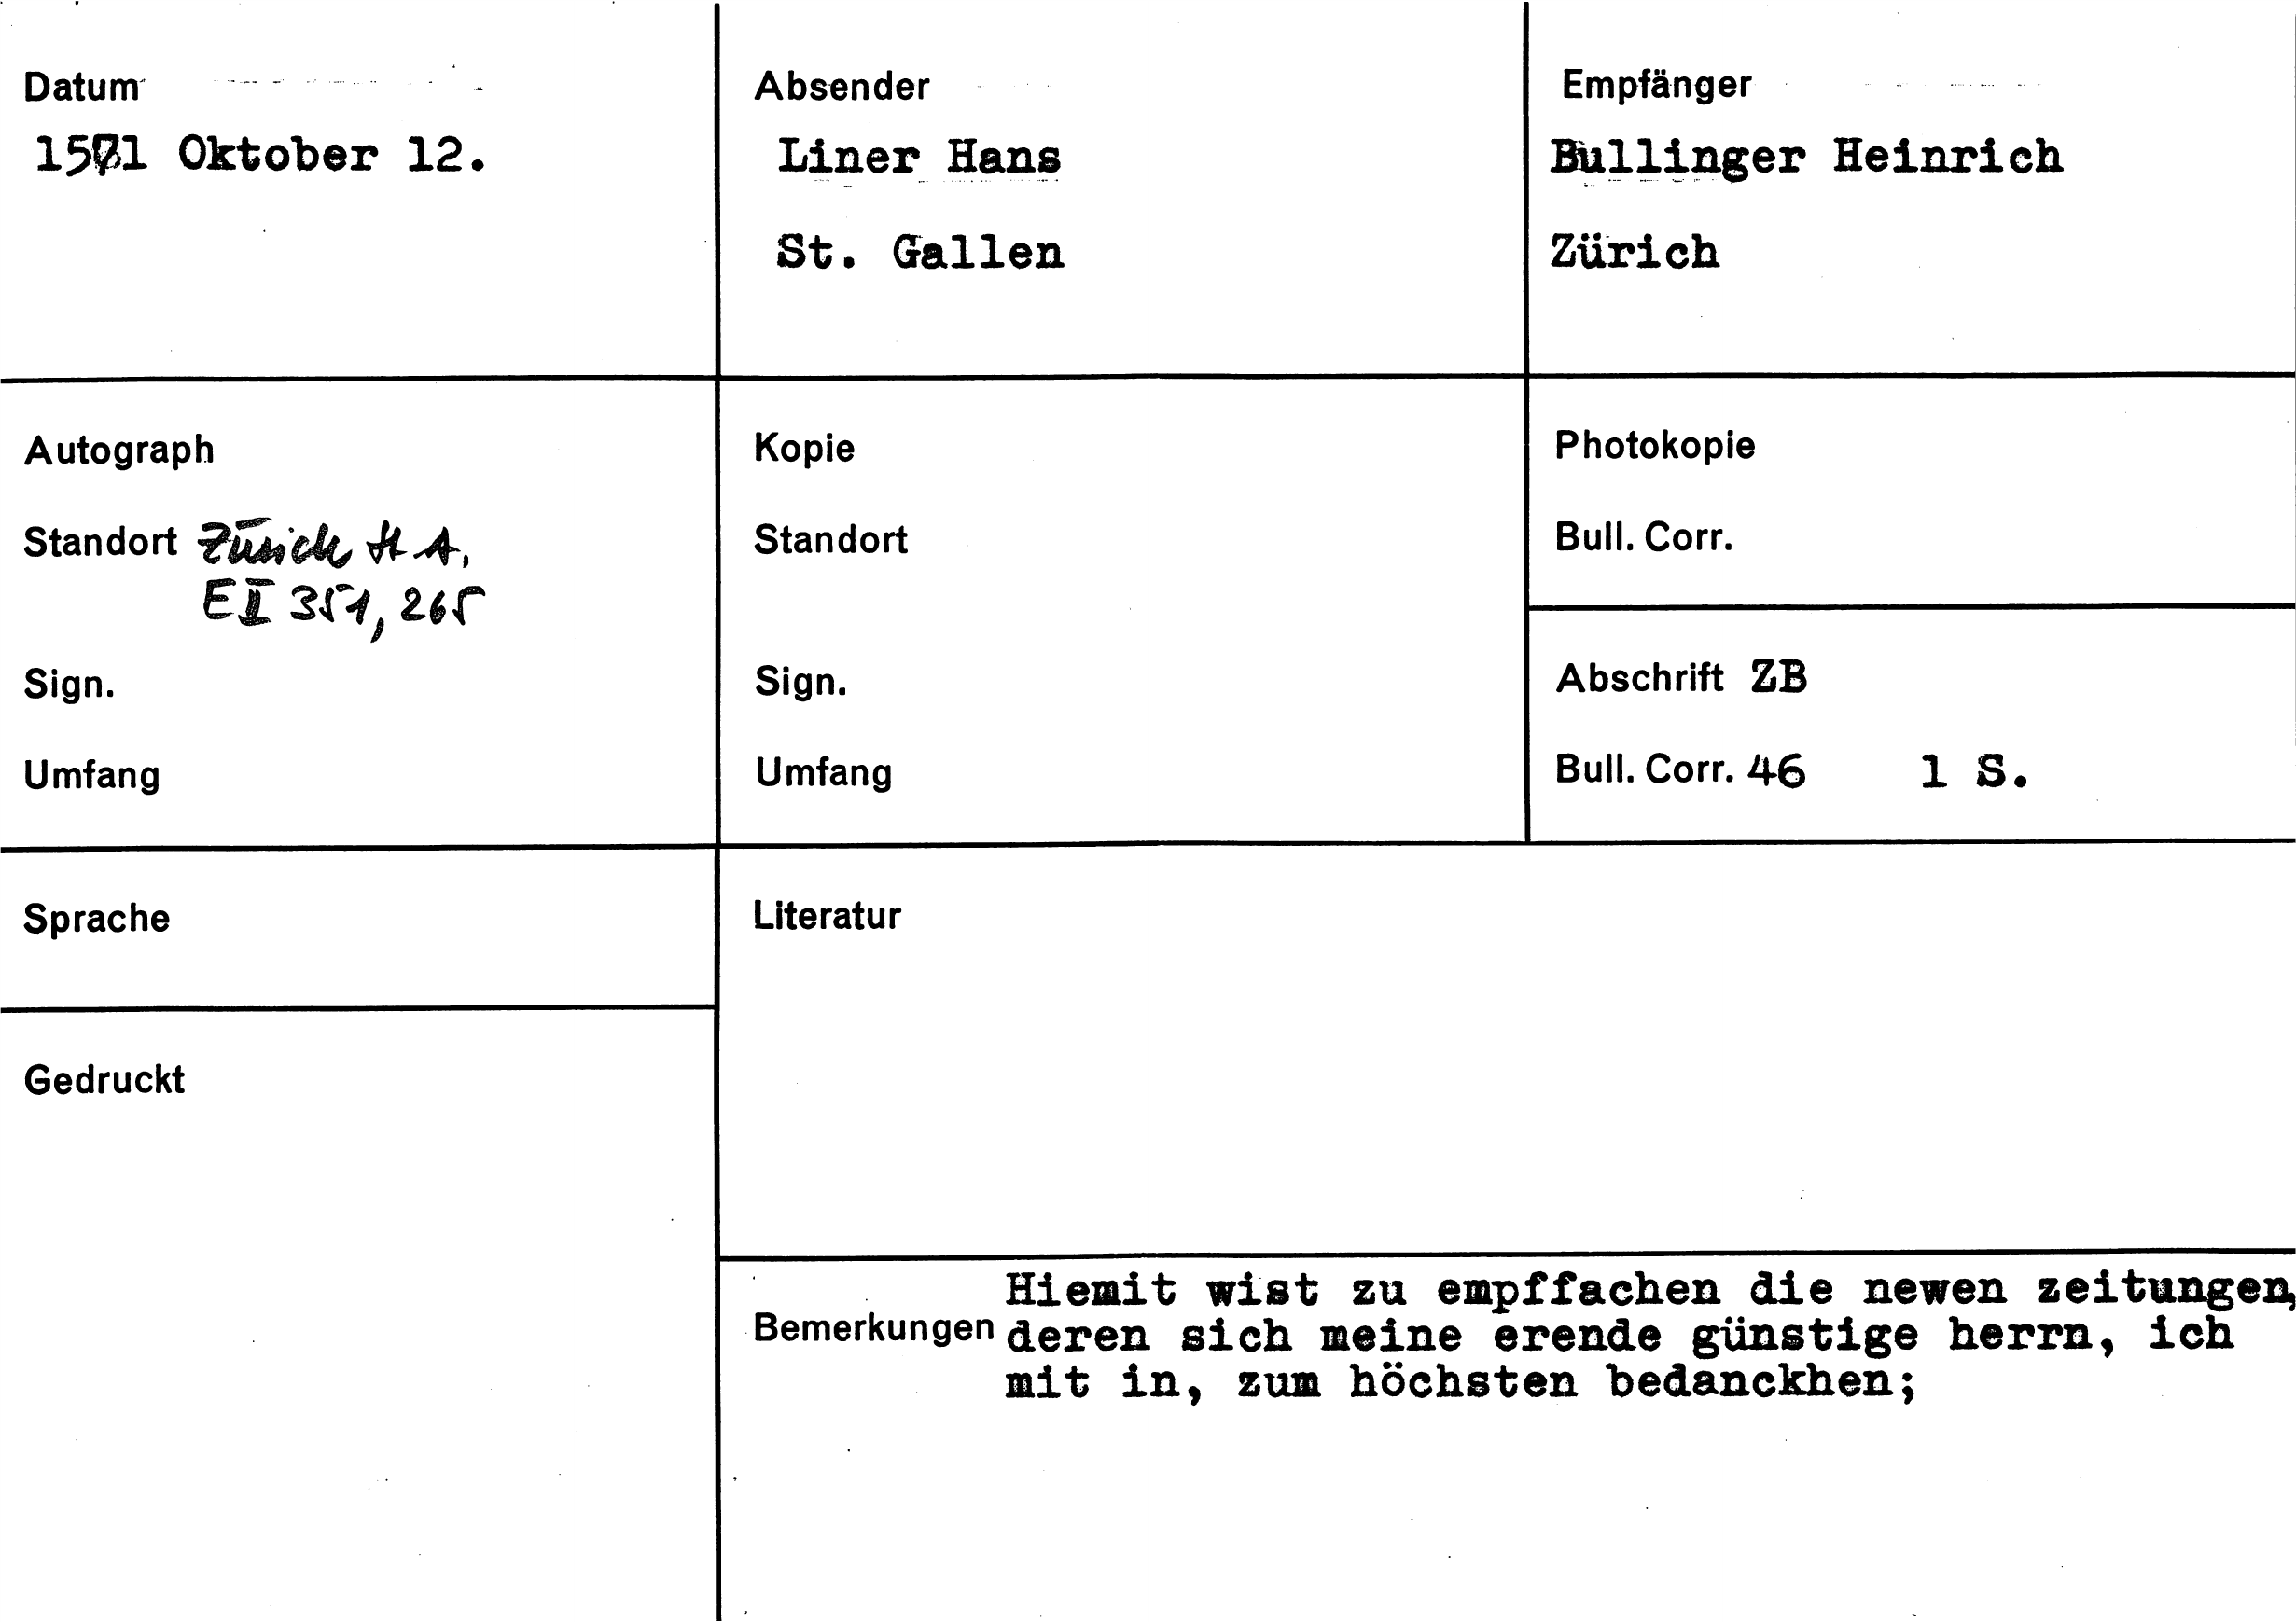 Datum
1571 Oktober 12.
Absender
Liner Hans
St. Gallen
Empfänger
Bullinger Heinrich
Zürich
Autograph
Standort Zürich St A,
E II 351, 265
Sign.
Umfang
Kopie
Standort
Sign.
Umfang
Photokopie
Bull. Corr.
Abschrift ZB
Bull. Corr. 46 1 S.
Sprache
Gedruckt
Literatur
Bemerkungen
Hiemit wist zu empffachen die newen zeitungen,
deren sich meine erende günstige herrn, ich
mit in, zum höchsten bedanckhen;